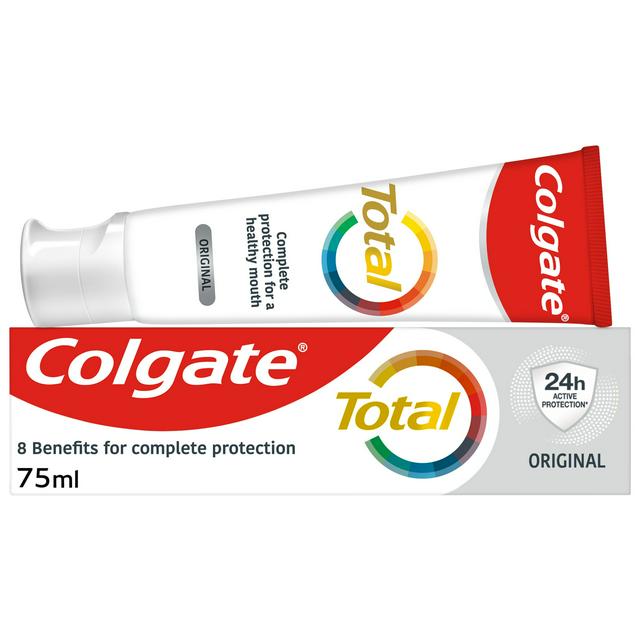 Colgate®
Total
Complete
protection for a
healthy mouth
ORIGINAL
Colgate®
8 Benefits for complete protection
75ml
Total
24h
ACTIVE
PROTECTION*
ORIGINAL